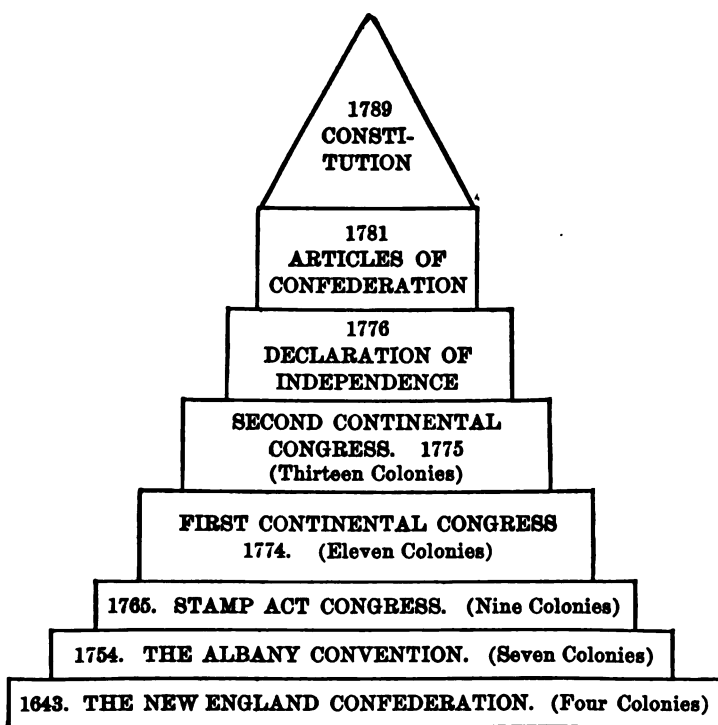 1789
CONSTI-
TUTION
1781
ARTICLES OF
CONFEDERATION
1776
DECLARATION OF
INDEPENDENCE
SECOND CONTINENTAL
CONGRESS. 1775
(Thirteen Colonies)
FIRST CONTINENTAL CONGRESS
1774. (Eleven Colonies)
1765. STAMP ACT CONGRESS. (Nine Colonies)
1754. THE ALBANY CONVENTION. (Seven Colonies)
1643. THE NEW ENGLAND CONFEDERATION. (Four Colonies)